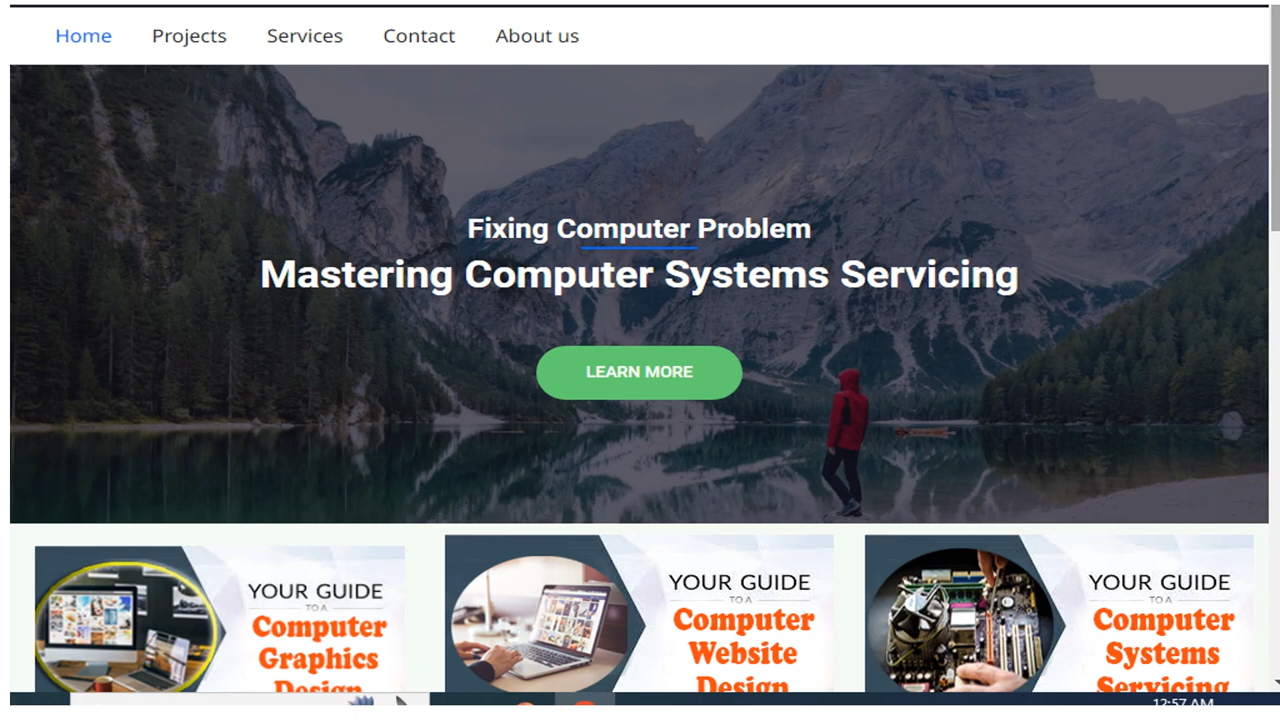 Home Projects Services Contact About us
Fixing Computer Problem
Mastering Computer Systems Servicing
LEARN MORE
YOUR GUIDE
TO A
Computer
Graphics
Design
YOUR GUIDE
TO A
Computer
Website
Design
YOUR GUIDE
TO A
Computer
Systems
Servicing
12:57 AM